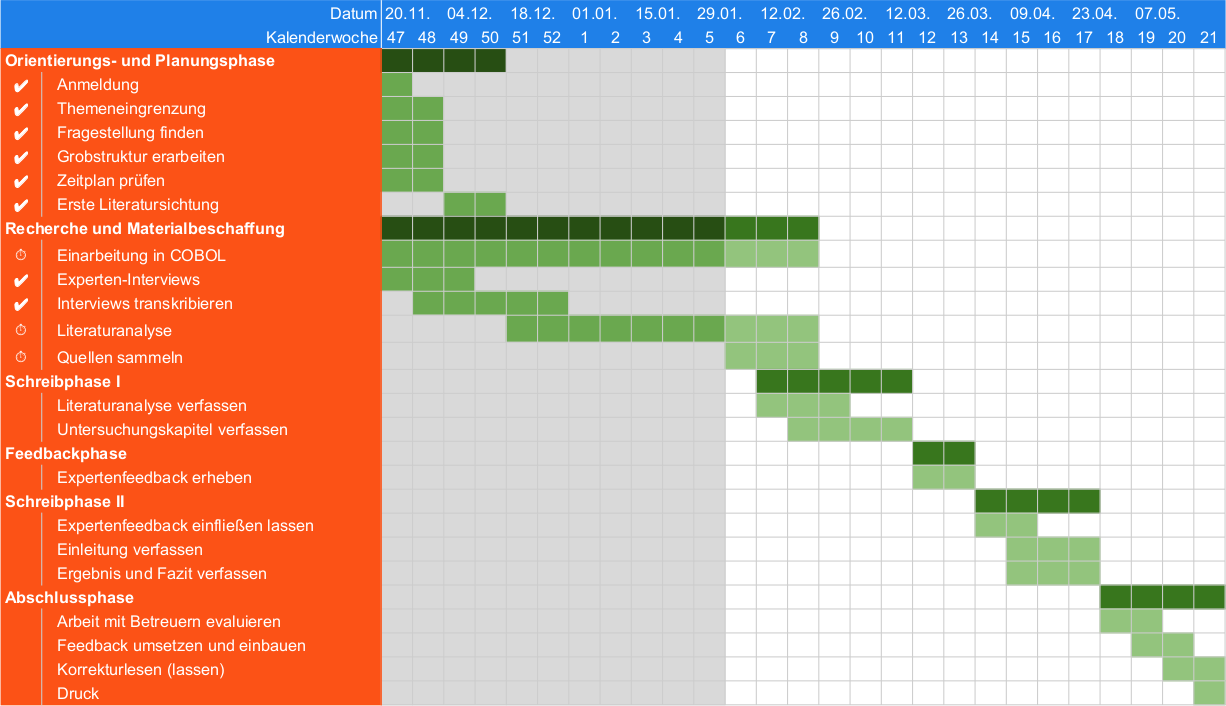 Datum 20.11. 04.12. 18.12. 01.01. 15.01. 29.01. 12.02. 26.02. 12.03. 26.03. 09.04. 23.04. 07.05.
Kalenderwoche 47 48 49 50 51 52 1 2 3 4 5 6 7 8 9 10 11 12 13 14 15 16 17 18 19 20 21
Orientierungs- und Planungsphase
✔ Anmeldung
✔ Themeneingrenzung
✔ Fragestellung finden
✔ Grobstruktur erarbeiten
✔ Zeitplan prüfen
✔ Erste Literatursichtung
Recherche und Materialbeschaffung
⏱ Einarbeitung in COBOL
✔ Experten-Interviews
✔ Interviews transkribieren
⏱ Literaturanalyse
⏱ Quellen sammeln
Schreibphase I
Literaturanalyse verfassen
Untersuchungskapitel verfassen
Feedbackphase
Expertenfeedback erheben
Schreibphase II
Expertenfeedback einfließen lassen
Einleitung verfassen
Ergebnis und Fazit verfassen
Abschlussphase
Arbeit mit Betreuern evaluieren
Feedback umsetzen und einbauen
Korrekturlesen (lassen)
Druck